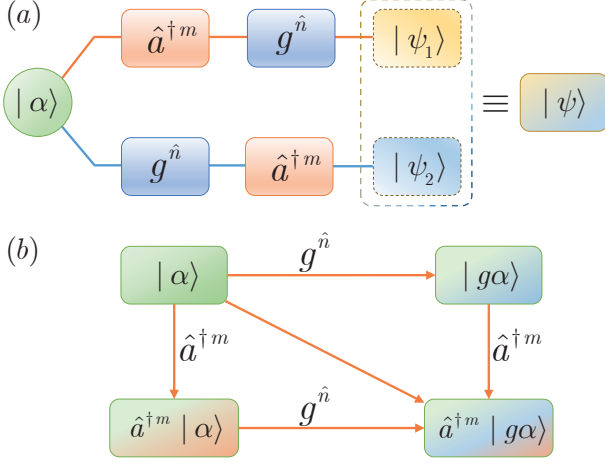 (a)
â†m g^n̂ | ψ₁⟩
| α⟩ ≡ | ψ⟩
g^n̂ â†m | ψ₂⟩
(b)
g^n̂
| α⟩ | gα⟩
â†m â†m
g^n̂
â†m | α⟩ â†m | gα⟩